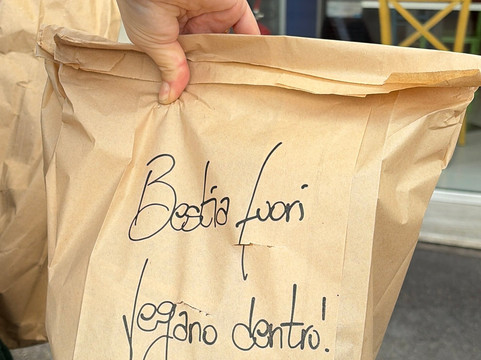 Bestia fuori
vegano dentro!